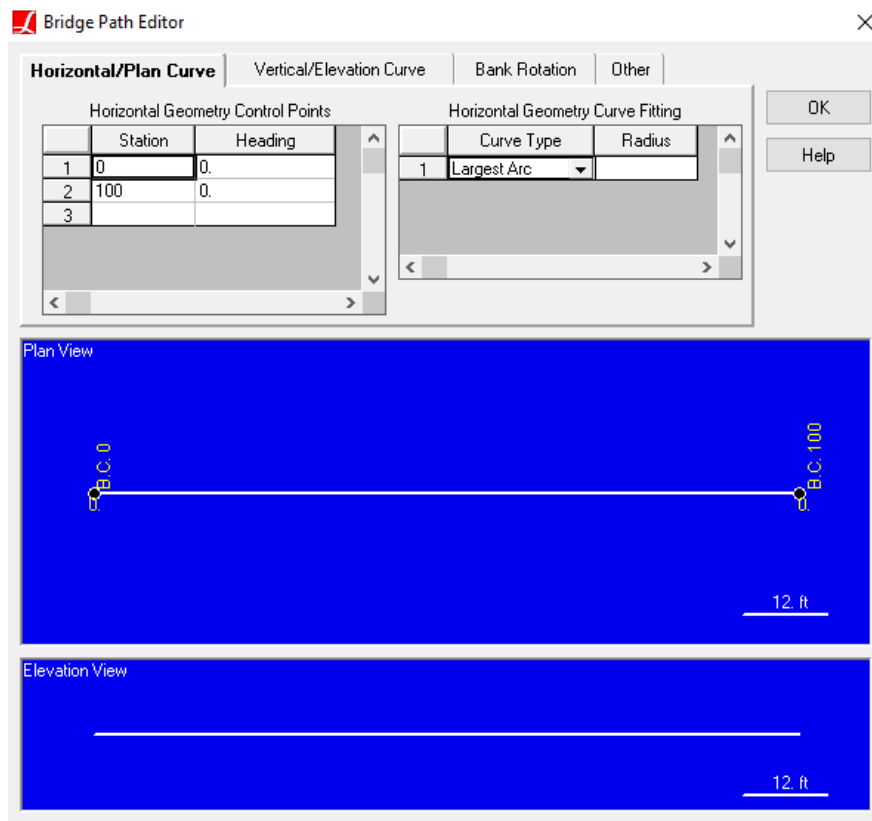 Bridge Path Editor
Horizontal/Plan Curve
Vertical/Elevation Curve
Bank Rotation
Other
OK
Help
Horizontal Geometry Control Points
Station Heading
1 0 0.
2 100 0.
3
Horizontal Geometry Curve Fitting
Curve Type Radius
1 Largest Arc
Plan View
B.C. 0
0.
B.C. 100
0.
12. ft
Elevation View
12. ft